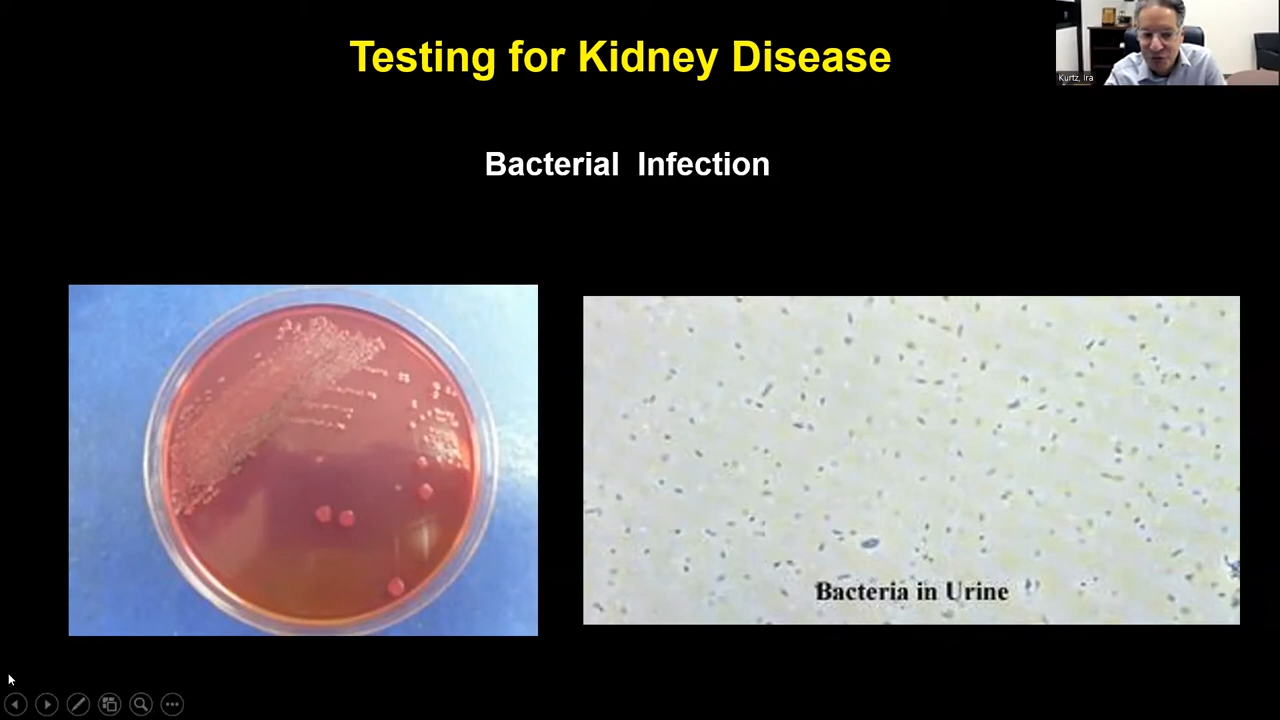 Testing for Kidney Disease
Kurtz, Ira
Bacterial Infection
Bacteria in Urine